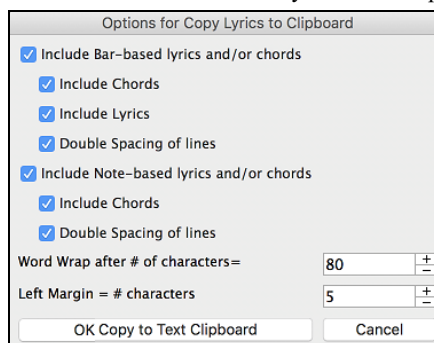 Options for Copy Lyrics to Clipboard
Include Bar-based lyrics and/or chords
Include Chords
Include Lyrics
Double Spacing of lines
Include Note-based lyrics and/or chords
Include Chords
Double Spacing of lines
Word Wrap after # of characters= 80 + −
Left Margin = # characters 5 + −
OK Copy to Text Clipboard Cancel